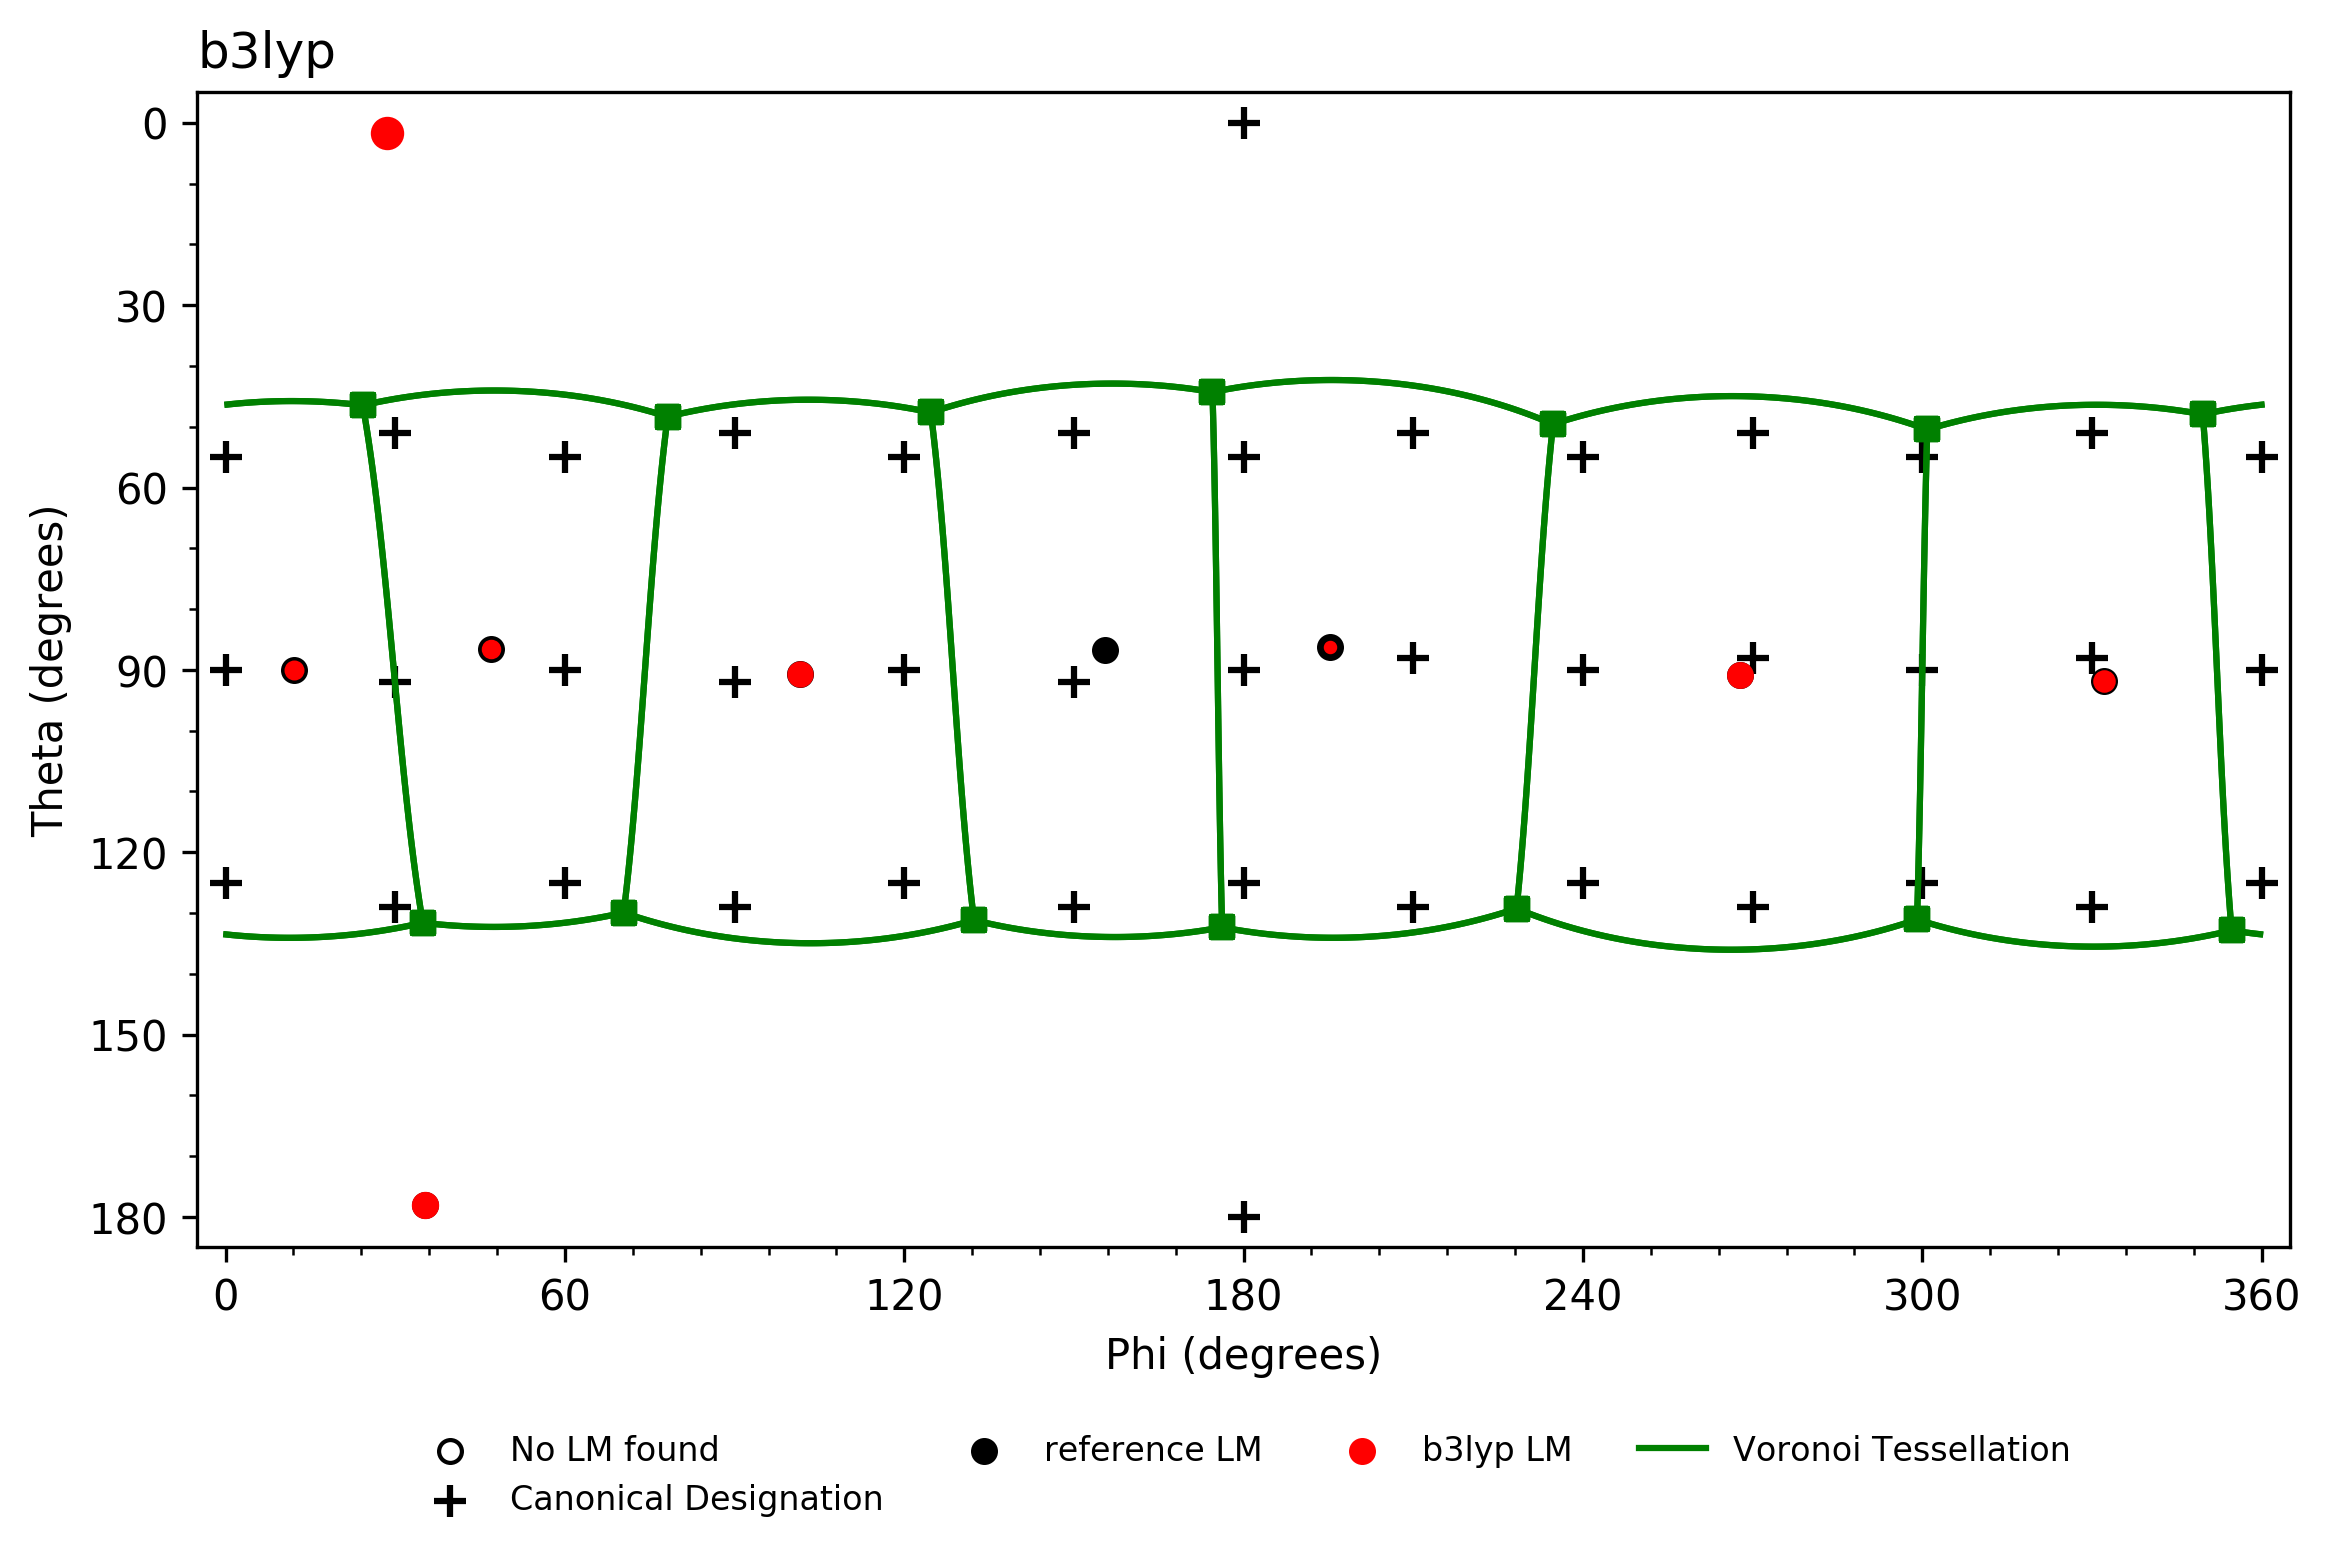 b3lyp
0
30
60
90
120
150
180
Theta (degrees)
0 60 120 180 240 300 360
Phi (degrees)
No LM found reference LM b3lyp LM Voronoi Tessellation
Canonical Designation